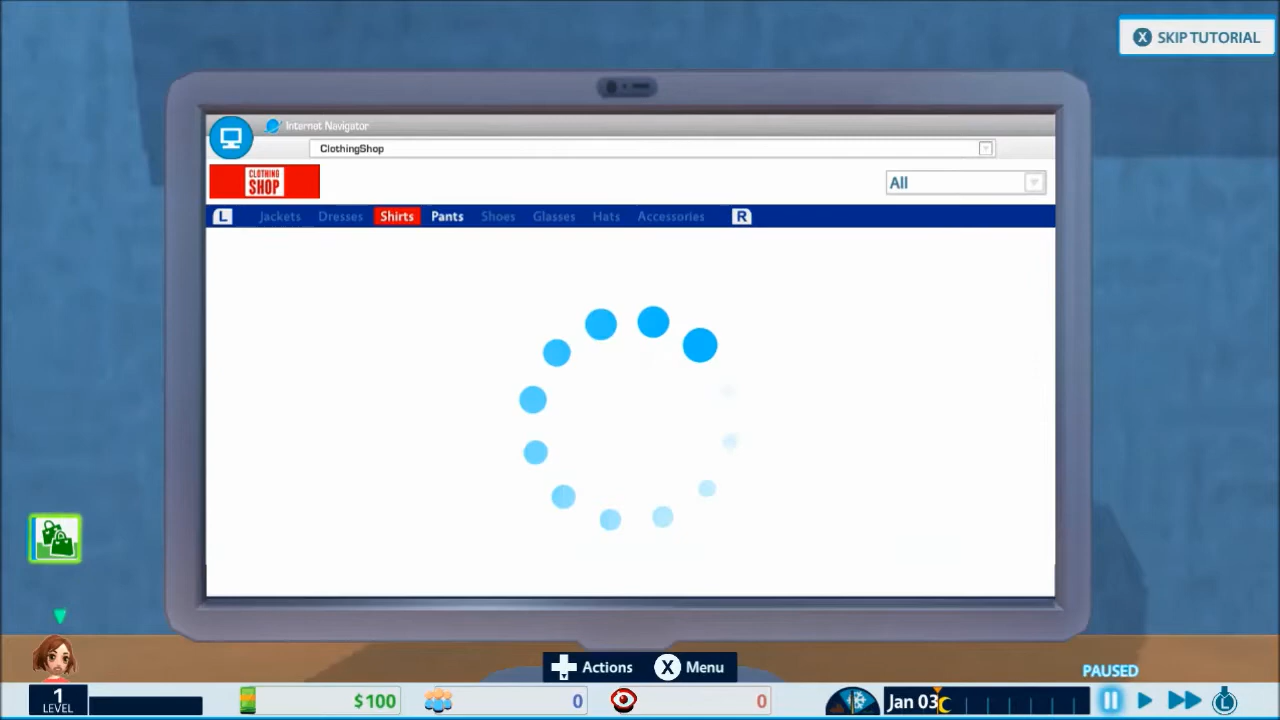 X SKIP TUTORIAL
Internet Navigator
ClothingShop
CLOTHING
SHOP
All
L Jackets Dresses Shirts Pants Shoes Glasses Hats Accessories R
Actions X Menu
PAUSED
1
LEVEL
$100
0
0
Jan 03
L